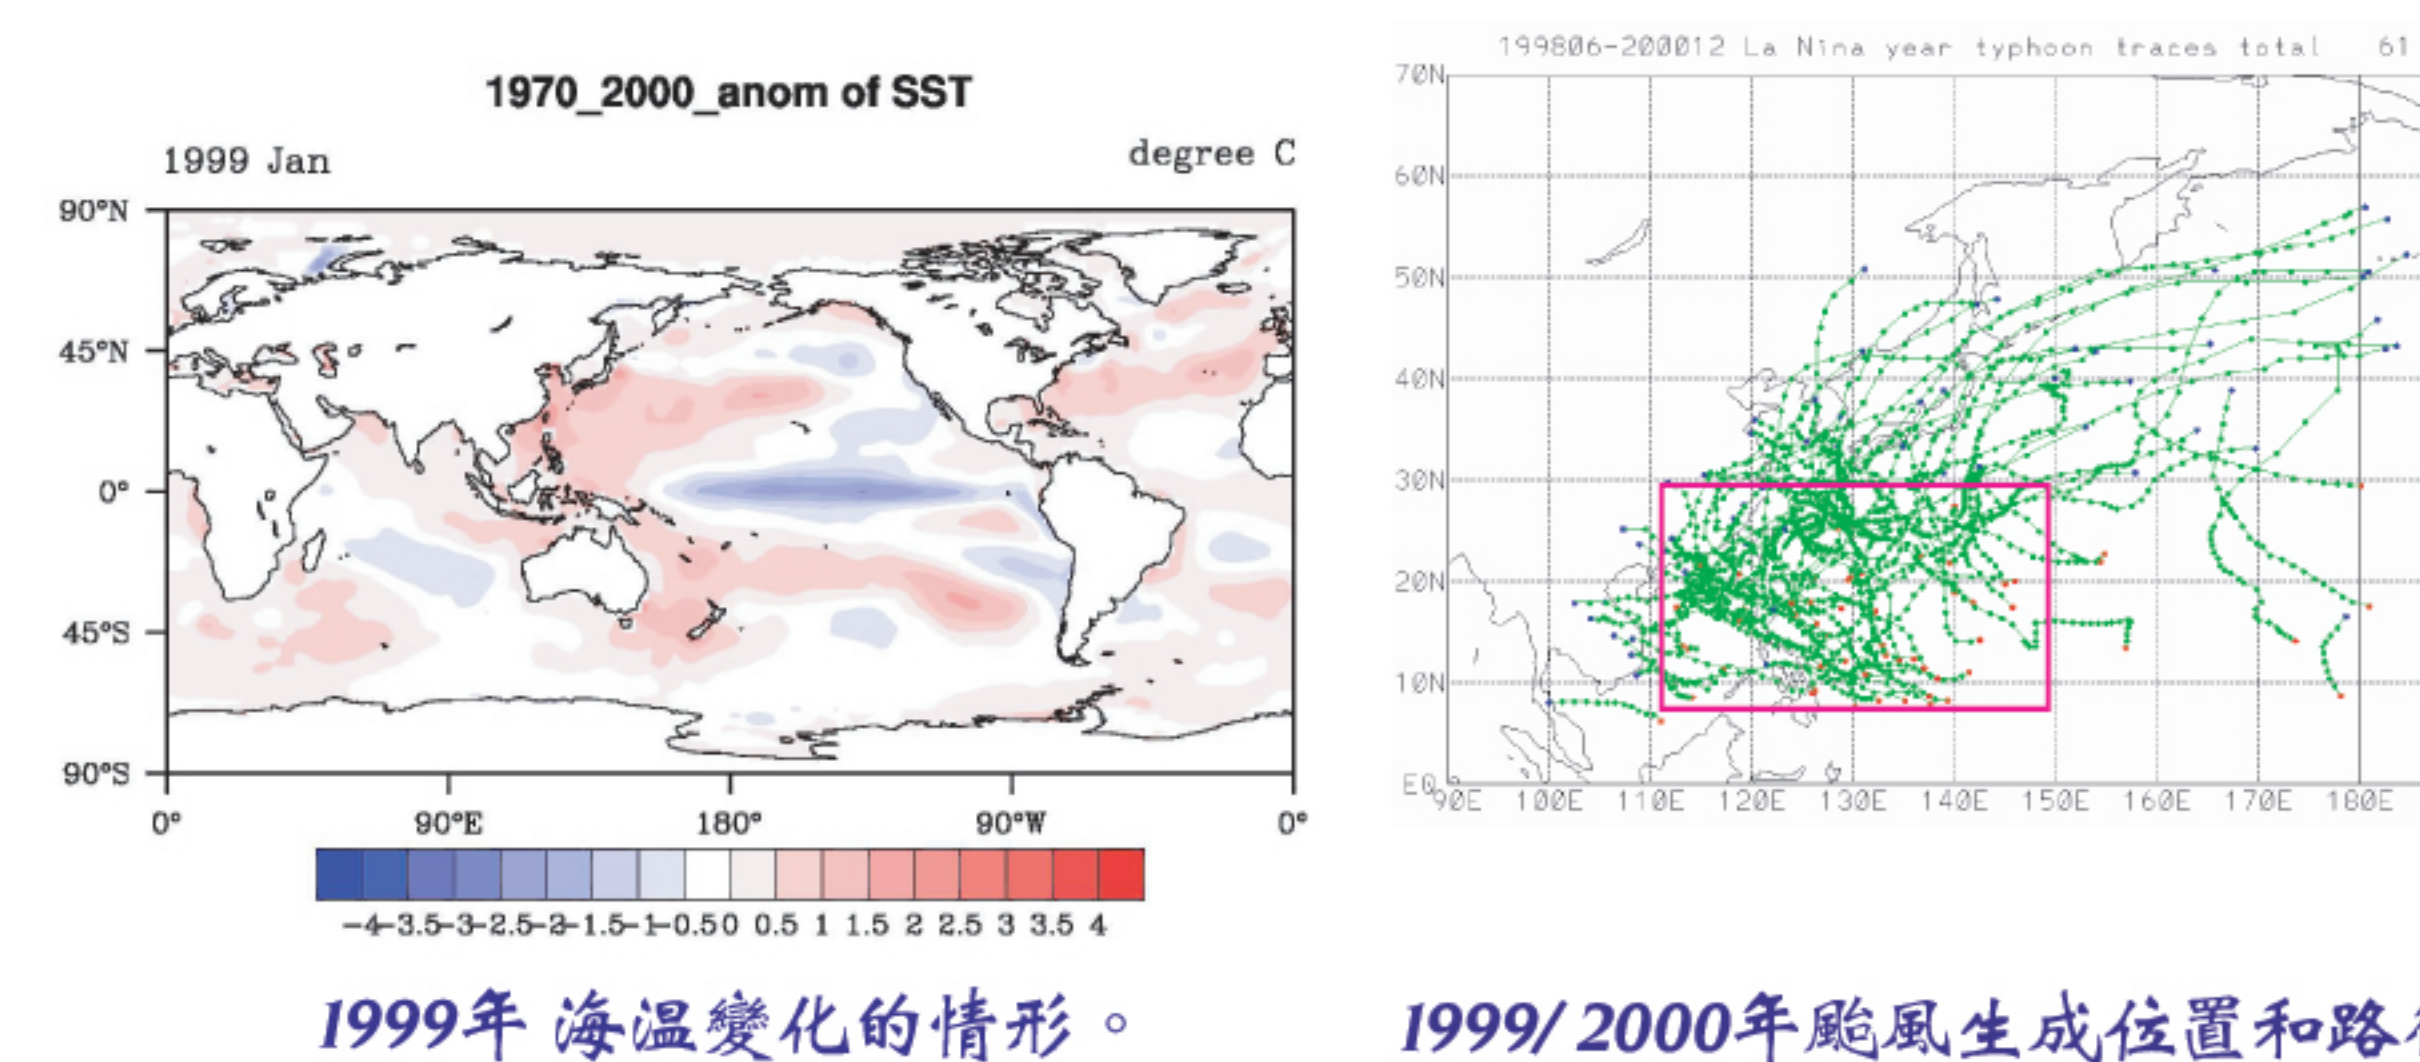 1970_2000_anom of SST
1999 Jan
degree C
90°N
45°N
0°
45°S
90°S
0° 90°E 180° 90°W 0°
-4-3.5-3-2.5-2-1.5-1-0.50 0.5 1 1.5 2 2.5 3 3.5 4
1999年 海溫變化的情形。
199806-200012 La Nina year typhoon traces total 61
70N
60N
50N
40N
30N
20N
10N
EQ
90E 100E 110E 120E 130E 140E 150E 160E 170E 180E
1999/2000年颱風生成位置和路